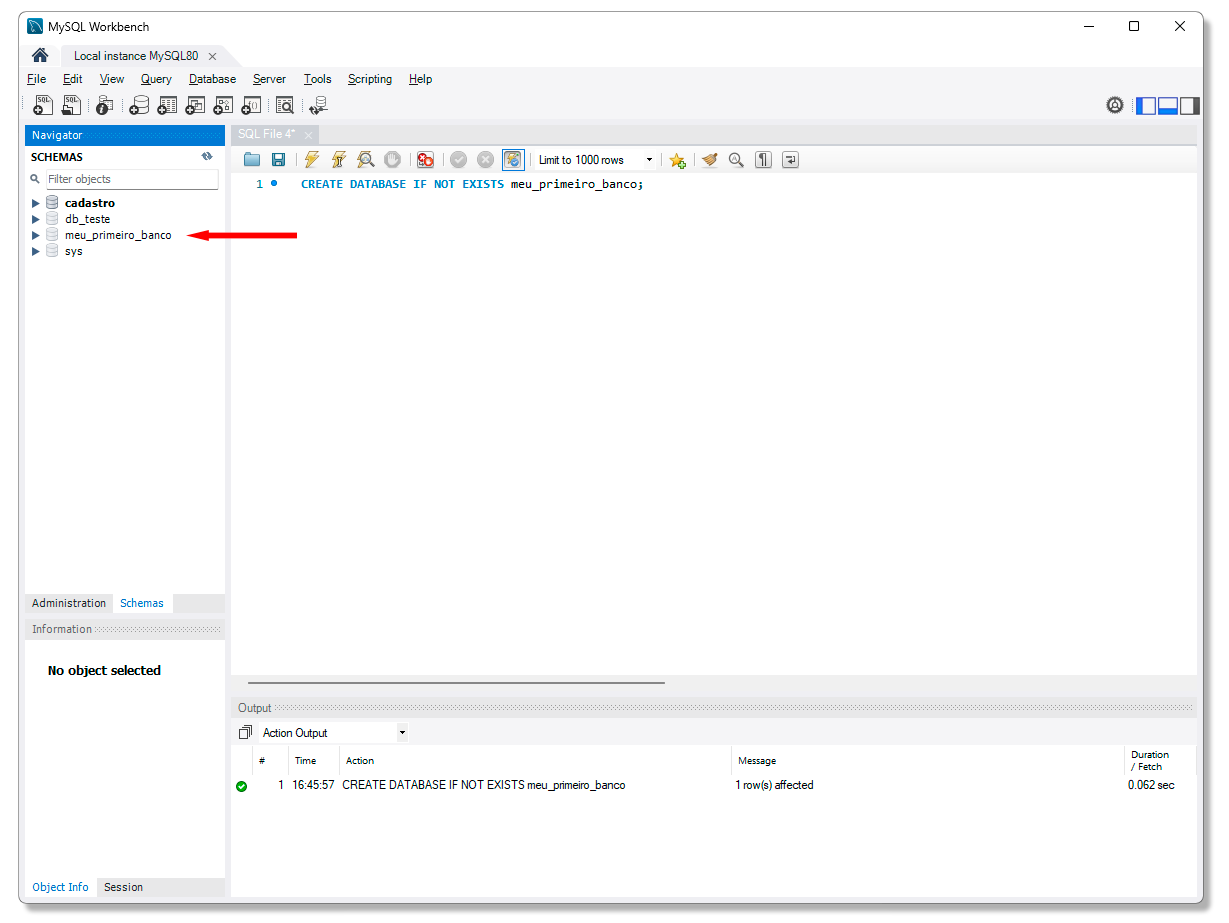 MySQL Workbench
Local instance MySQL80
File Edit View Query Database Server Tools Scripting Help
Navigator
SCHEMAS
Filter objects
cadastro
db_teste
meu_primeiro_banco
sys
Administration Schemas
Information
No object selected
Object Info Session
SQL File 4*
Limit to 1000 rows
1 CREATE DATABASE IF NOT EXISTS meu_primeiro_banco;
Output
Action Output
# Time Action Message Duration / Fetch
1 16:45:57 CREATE DATABASE IF NOT EXISTS meu_primeiro_banco 1 row(s) affected 0.062 sec